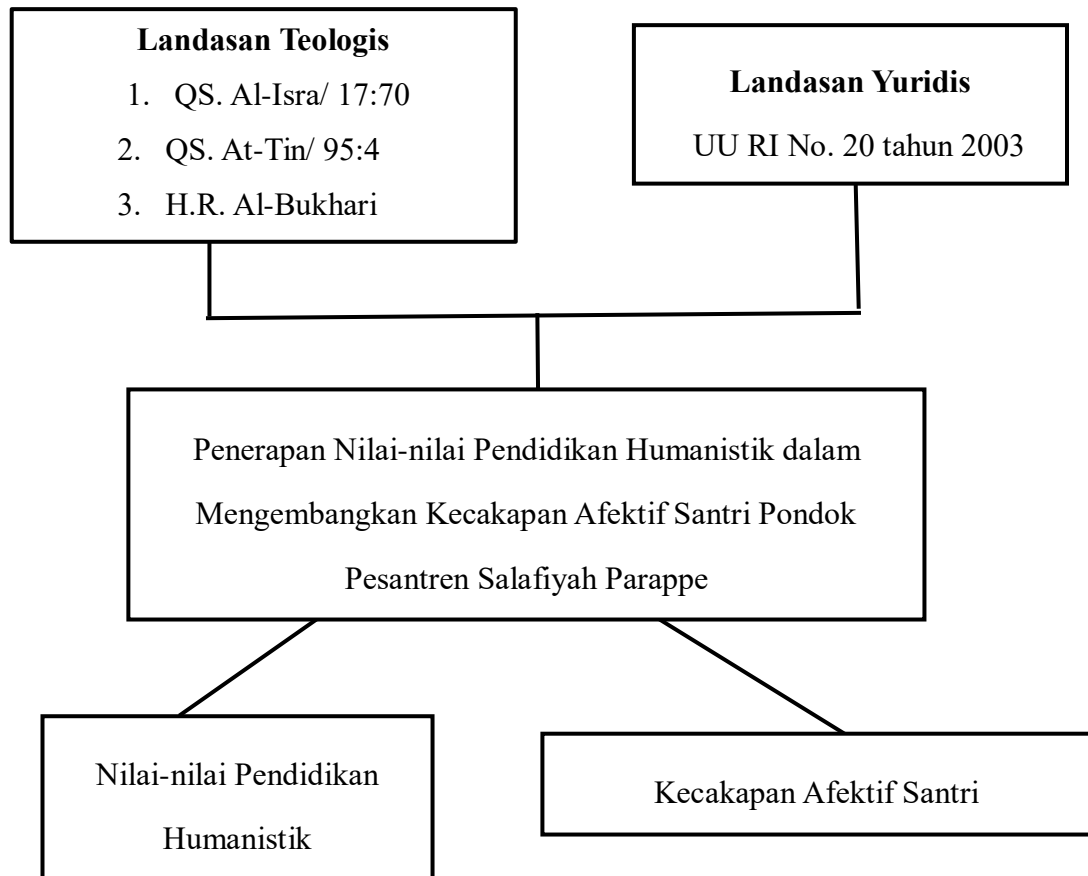 Landasan Teologis
1. QS. Al-Isra/ 17:70
2. QS. At-Tin/ 95:4
3. H.R. Al-Bukhari
Landasan Yuridis
UU RI No. 20 tahun 2003
Penerapan Nilai-nilai Pendidikan Humanistik dalam
Mengembangkan Kecakapan Afektif Santri Pondok
Pesantren Salafiyah Parappe
Nilai-nilai Pendidikan
Humanistik
Kecakapan Afektif Santri